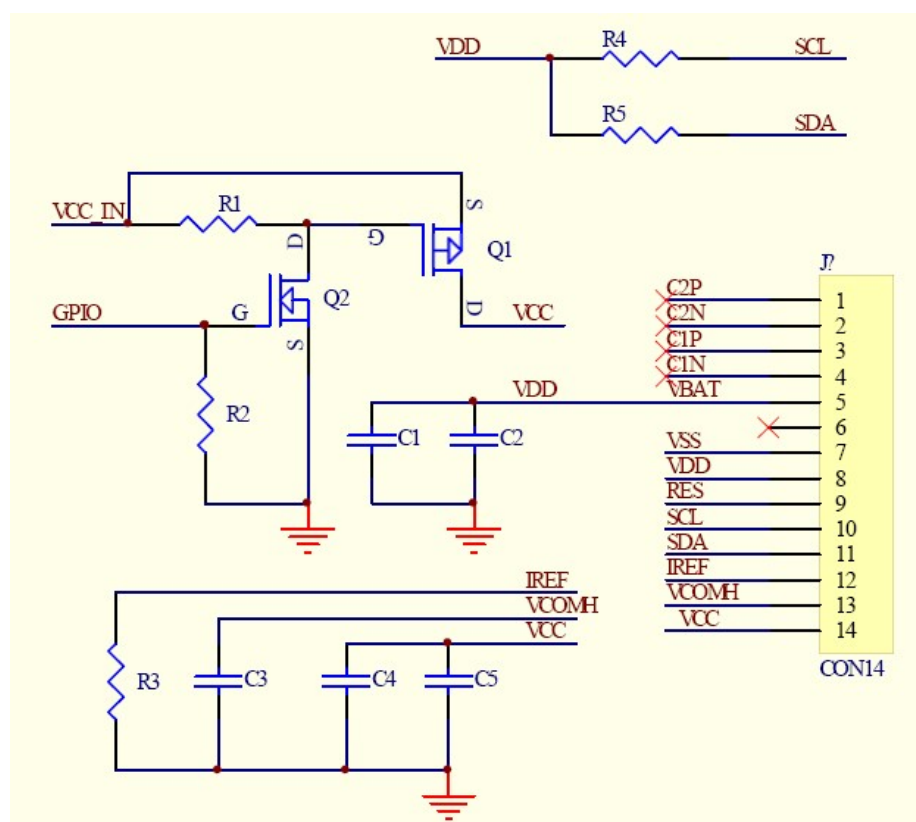 VDD R4 SCL
R5 SDA
VCC_IN R1 D G S Q1
GPIO G Q2 S D VCC
R2
J?
C2P 1
C2N 2
C1P 3
C1N 4
VDD VBAT 5
6
C1 C2
VSS 7
VDD 8
RES 9
SCL 10
SDA 11
IREF 12
VCOMH 13
VCC 14
CON14
IREF
VCOMH
VCC
R3 C3 C4 C5